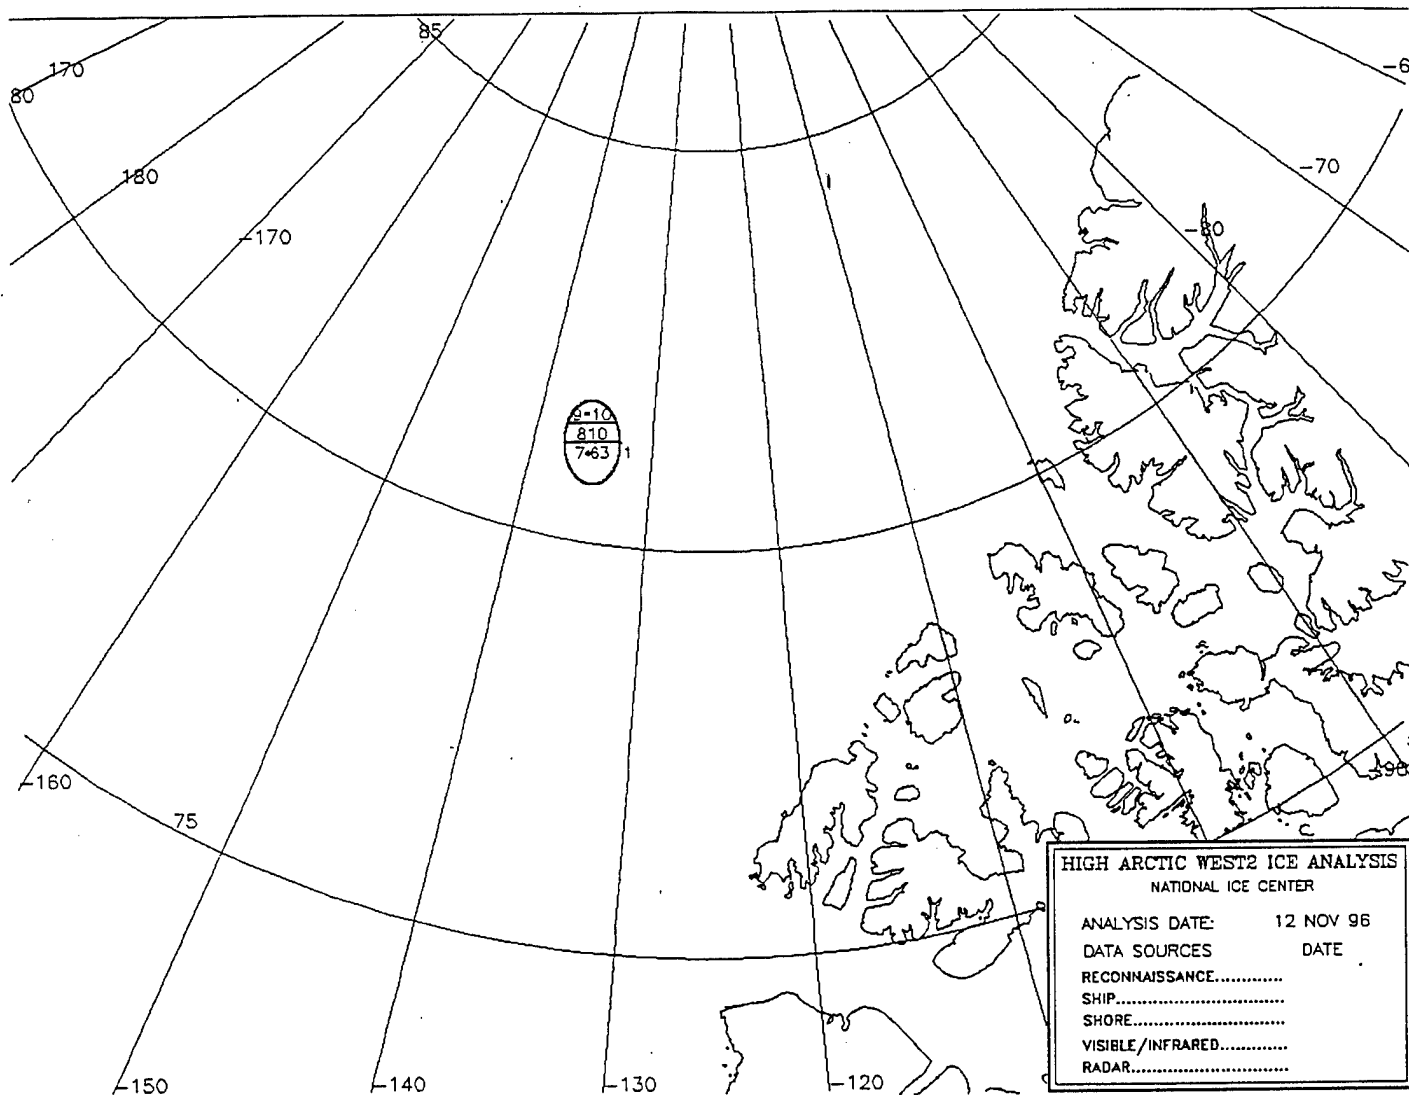 85
170
80
-6
180
-70
-170
-80
9-10
810
7•63 1
-160
75
-90
HIGH ARCTIC WEST2 ICE ANALYSIS
NATIONAL ICE CENTER
ANALYSIS DATE: 12 NOV 96
DATA SOURCES DATE
RECONNAISSANCE.............
SHIP................................
SHORE.............................
VISIBLE/INFRARED.............
RADAR..............................
-150
-140
-130
-120